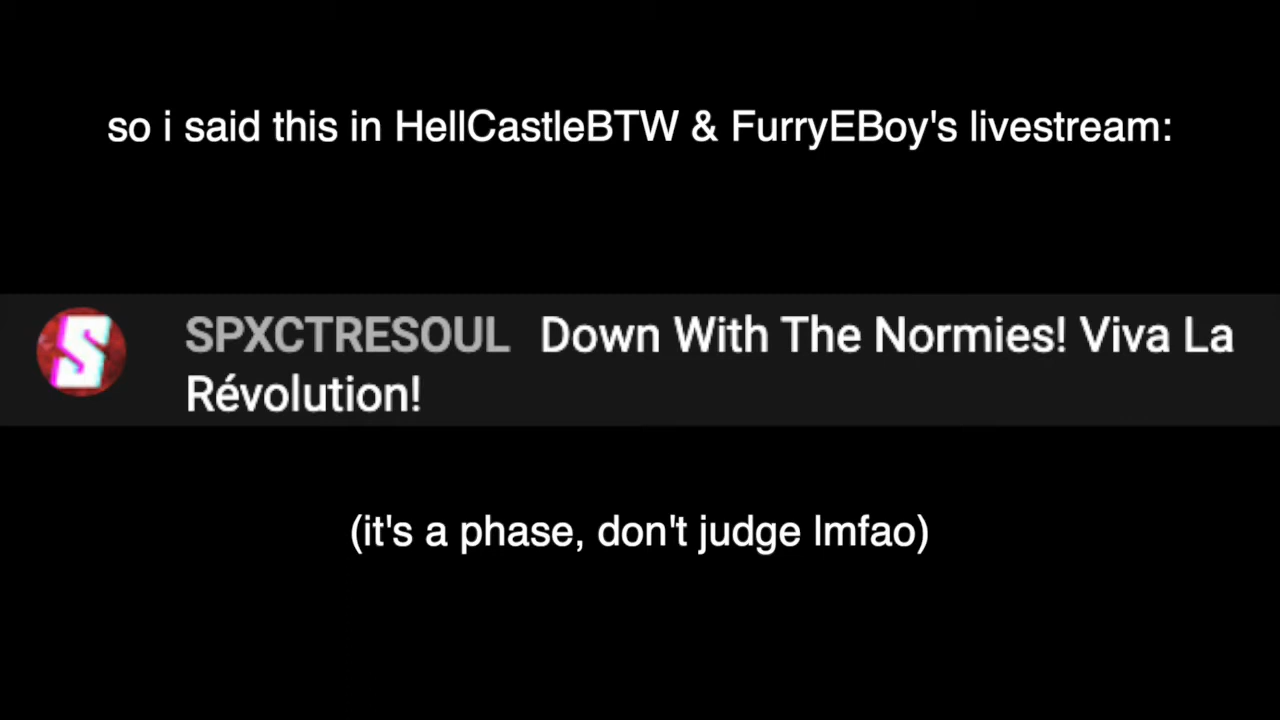 so i said this in HellCastleBTW & FurryEBoy's livestream:
S
SPXCTRESOUL Down With The Normies! Viva La
Révolution!
(it's a phase, don't judge lmfao)